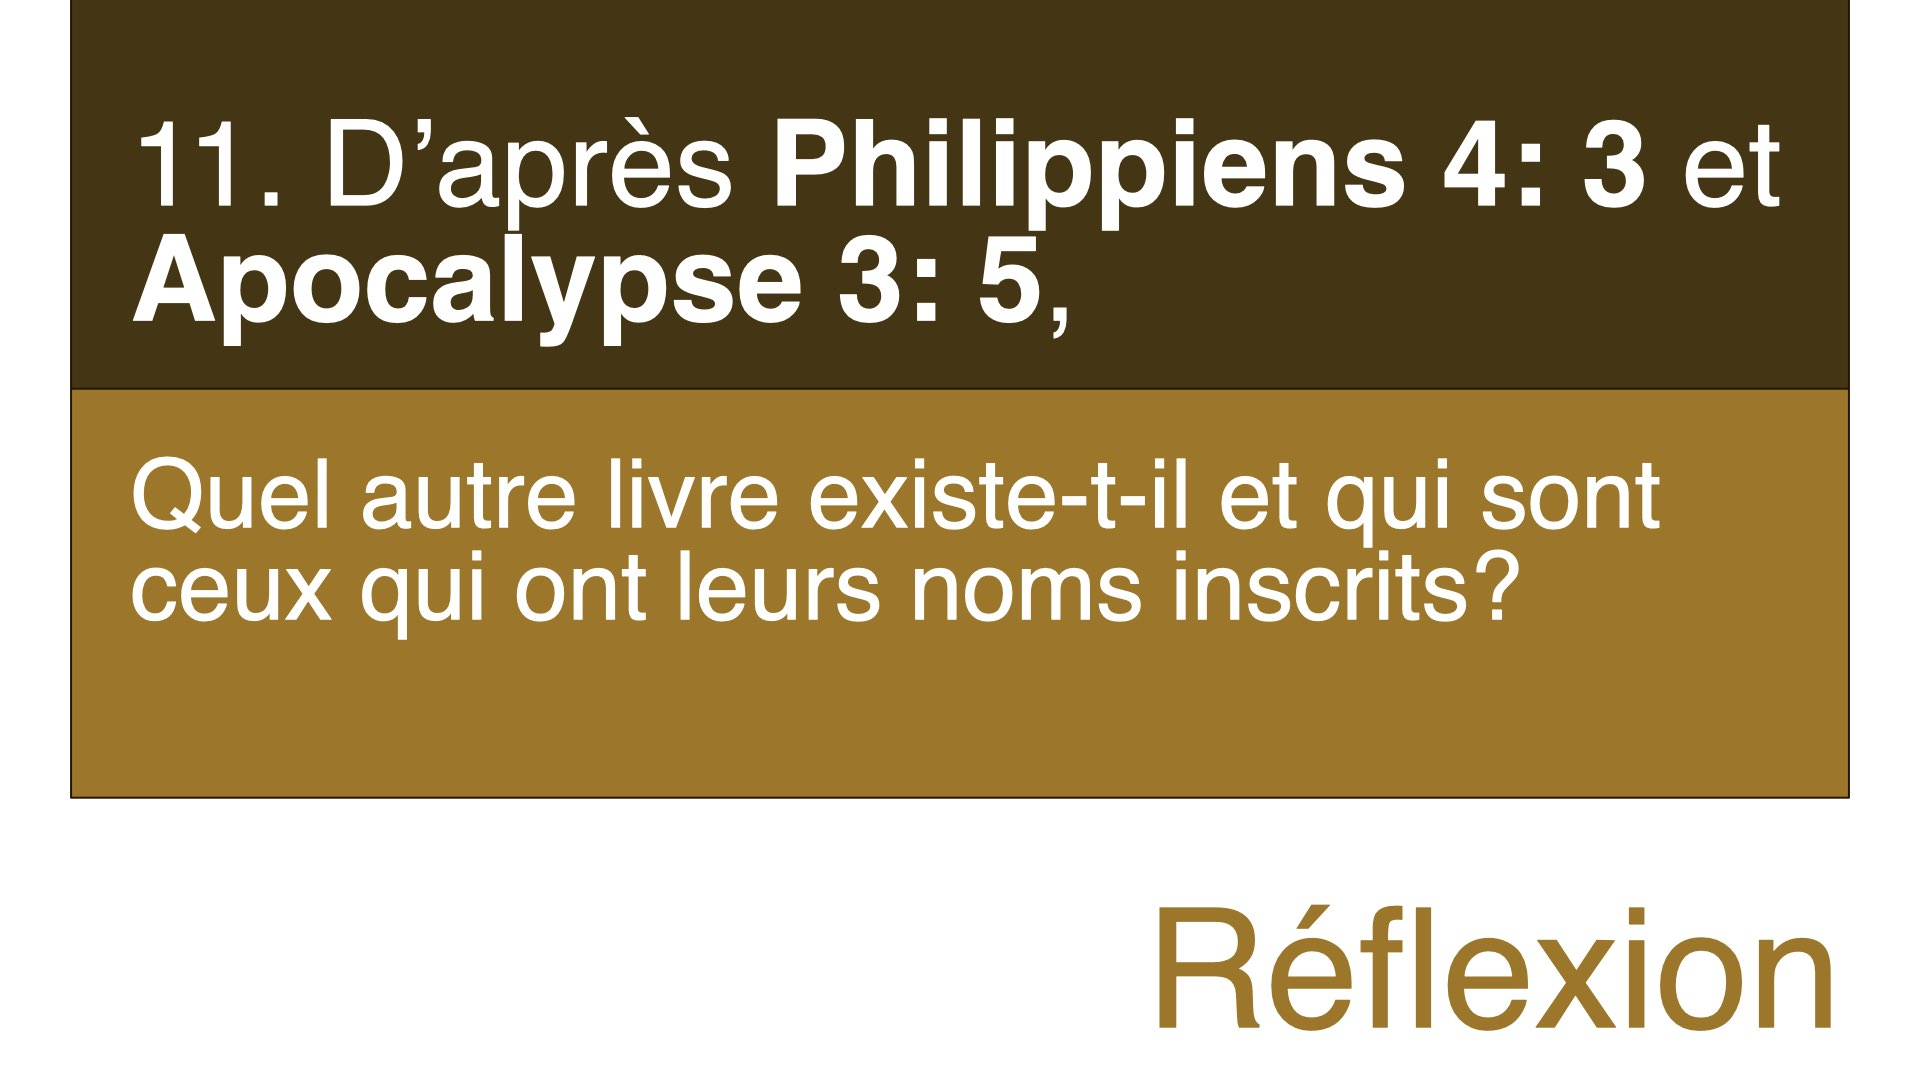 11. D’après Philippiens 4: 3 et
Apocalypse 3: 5,
Quel autre livre existe-t-il et qui sont
ceux qui ont leurs noms inscrits?
Réflexion